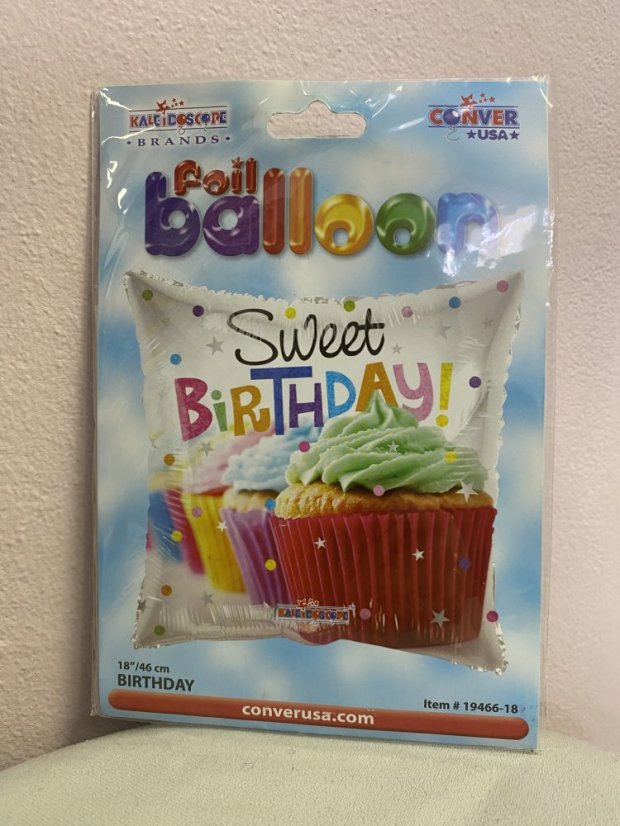 KALEIDOSCOPE
• BRANDS •
CONVER
★USA★
Foil
balloon
Sweet
BiRTHDAY!
KALEIDOSCOPE
18"/46 cm
BIRTHDAY
Item # 19466-18
converusa.com